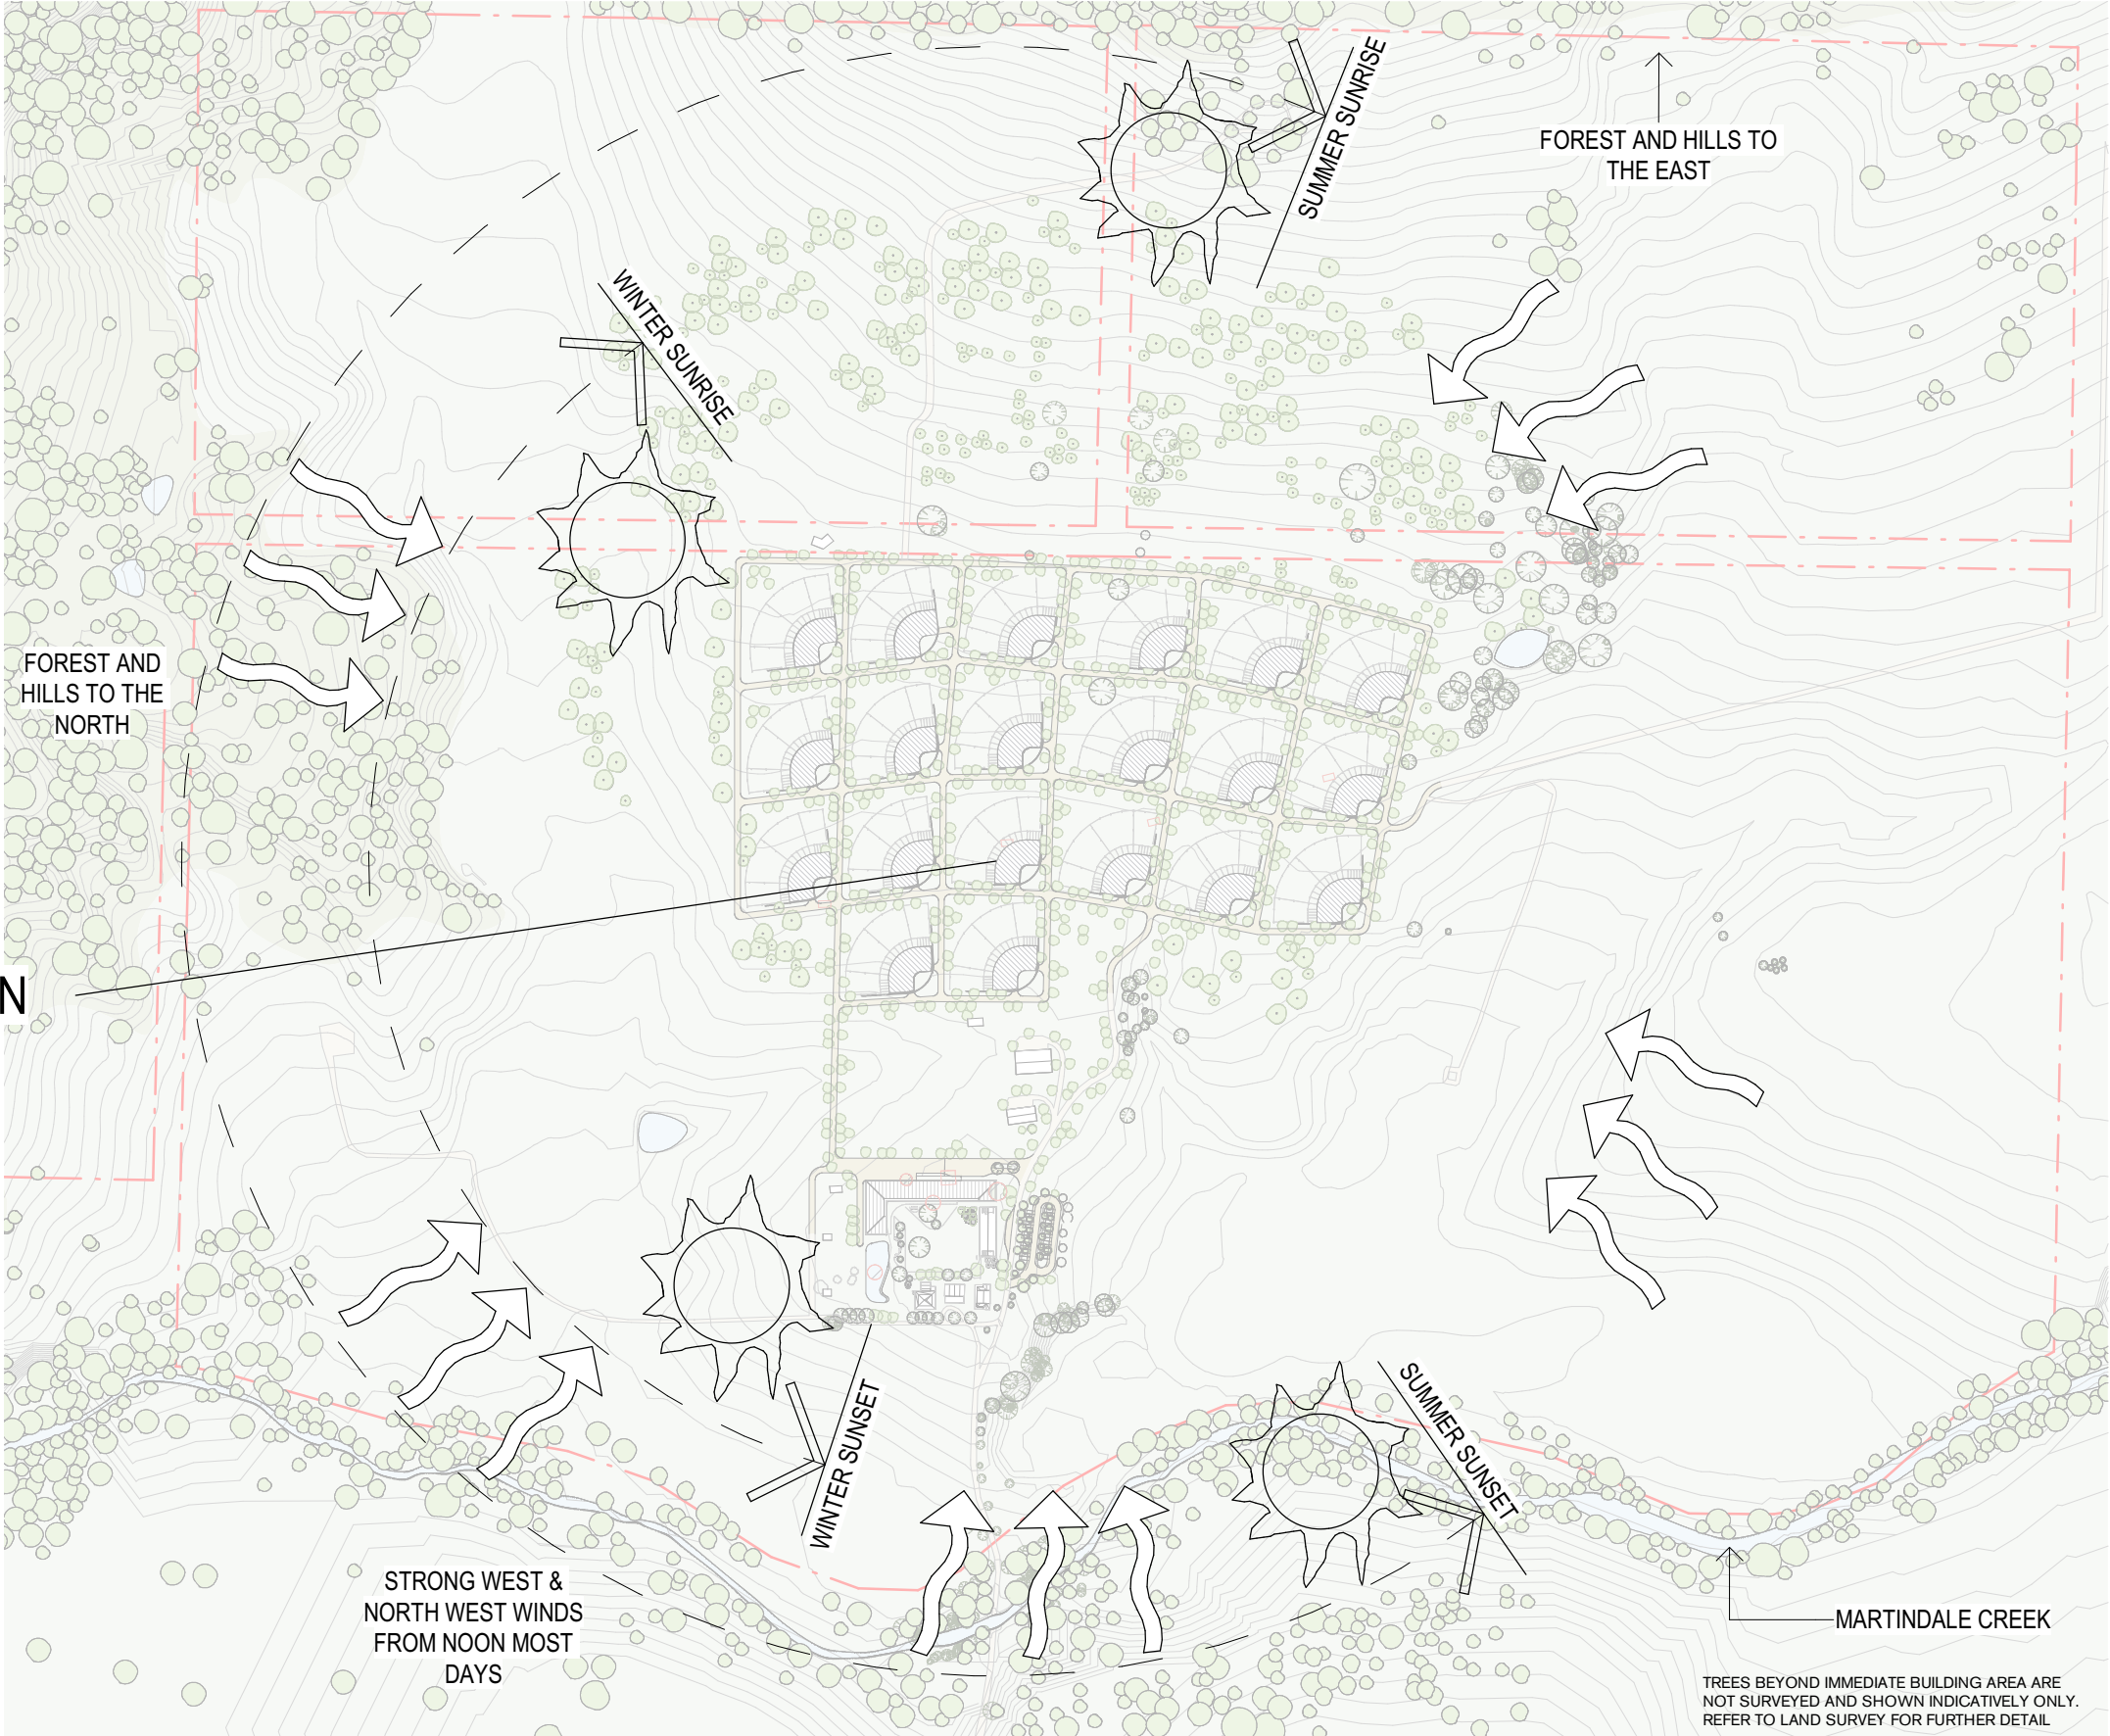 SUMMER SUNRISE
FOREST AND HILLS TO
THE EAST
WINTER SUNRISE
FOREST AND
HILLS TO THE
NORTH
N
WINTER SUNSET
SUMMER SUNSET
STRONG WEST &
NORTH WEST WINDS
FROM NOON MOST
DAYS
MARTINDALE CREEK
TREES BEYOND IMMEDIATE BUILDING AREA ARE
NOT SURVEYED AND SHOWN INDICATIVELY ONLY.
REFER TO LAND SURVEY FOR FURTHER DETAIL